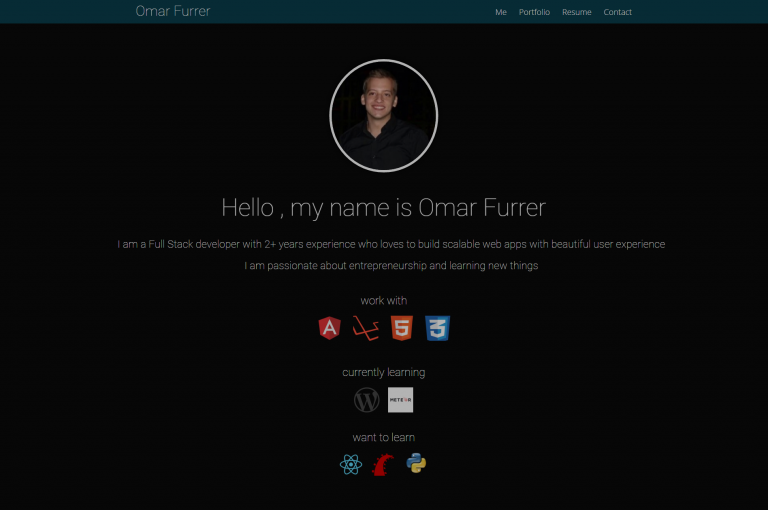 Omar Furrer
Me Portfolio Resume Contact
Hello , my name is Omar Furrer
I am a Full Stack developer with 2+ years experience who loves to build scalable web apps with beautiful user experience
I am passionate about entrepreneurship and learning new things
work with
A 5 3
currently learning
W METEOR
want to learn